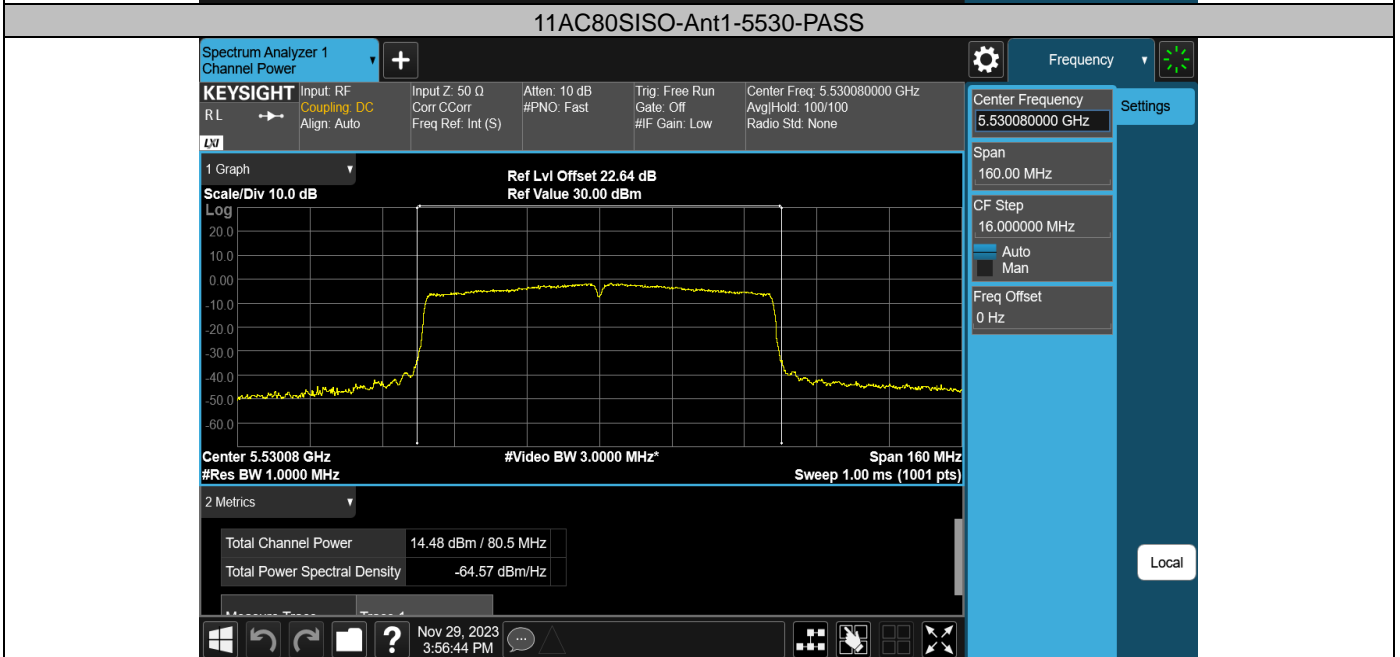 11AC80SISO-Ant1-5530-PASS
Spectrum Analyzer 1
Channel Power
+
Frequency
KEYSIGHT
RL
LXI
Input: RF
Coupling: DC
Align: Auto
Input Z: 50 Ω
Corr CCorr
Freq Ref: Int (S)
Atten: 10 dB
#PNO: Fast
Trig: Free Run
Gate: Off
#IF Gain: Low
Center Freq: 5.530080000 GHz
Avg|Hold: 100/100
Radio Std: None
Center Frequency
5.530080000 GHz
Settings
Span
160.00 MHz
CF Step
16.000000 MHz
Auto
Man
Freq Offset
0 Hz
1 Graph
Scale/Div 10.0 dB
Ref Lvl Offset 22.64 dB
Ref Value 30.00 dBm
Log
20.0
10.0
0.00
-10.0
-20.0
-30.0
-40.0
-50.0
-60.0
Center 5.53008 GHz
#Video BW 3.0000 MHz*
Span 160 MHz
#Res BW 1.0000 MHz
Sweep 1.00 ms (1001 pts)
2 Metrics
Total Channel Power 14.48 dBm / 80.5 MHz
Total Power Spectral Density -64.57 dBm/Hz
Measure Trace Trace 1
Local
?
Nov 29, 2023
3:56:44 PM